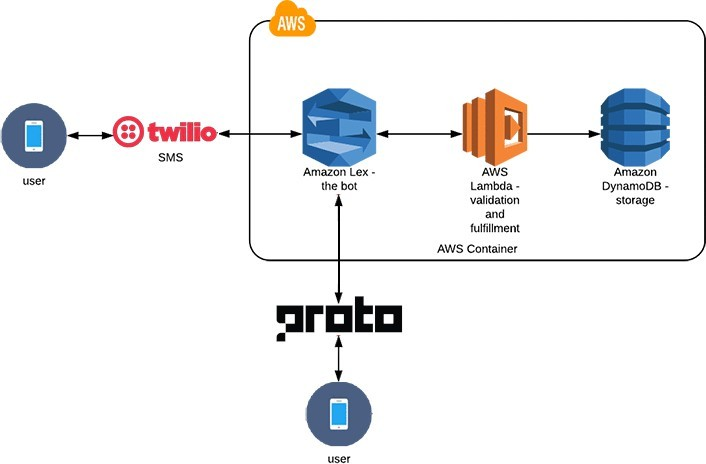 AWS
twilio
SMS
user
Amazon Lex -
the bot
AWS
Lambda -
validation
and
fulfillment
Amazon
DynamoDB -
storage
AWS Container
proto
user